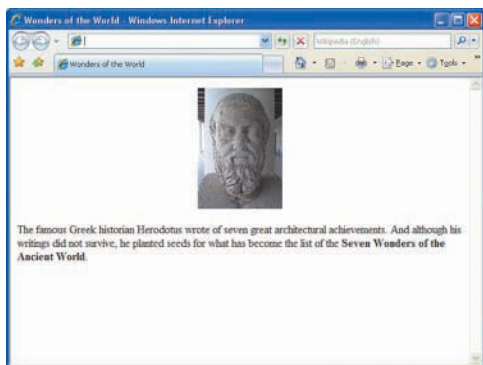 Wonders of the World - Windows Internet Explorer
Wikipedia (English)
Wonders of the World
Page
Tools
"
The famous Greek historian Herodotus wrote of seven great architectural achievements. And although his
writings did not survive, he planted seeds for what has become the list of the Seven Wonders of the
Ancient World.